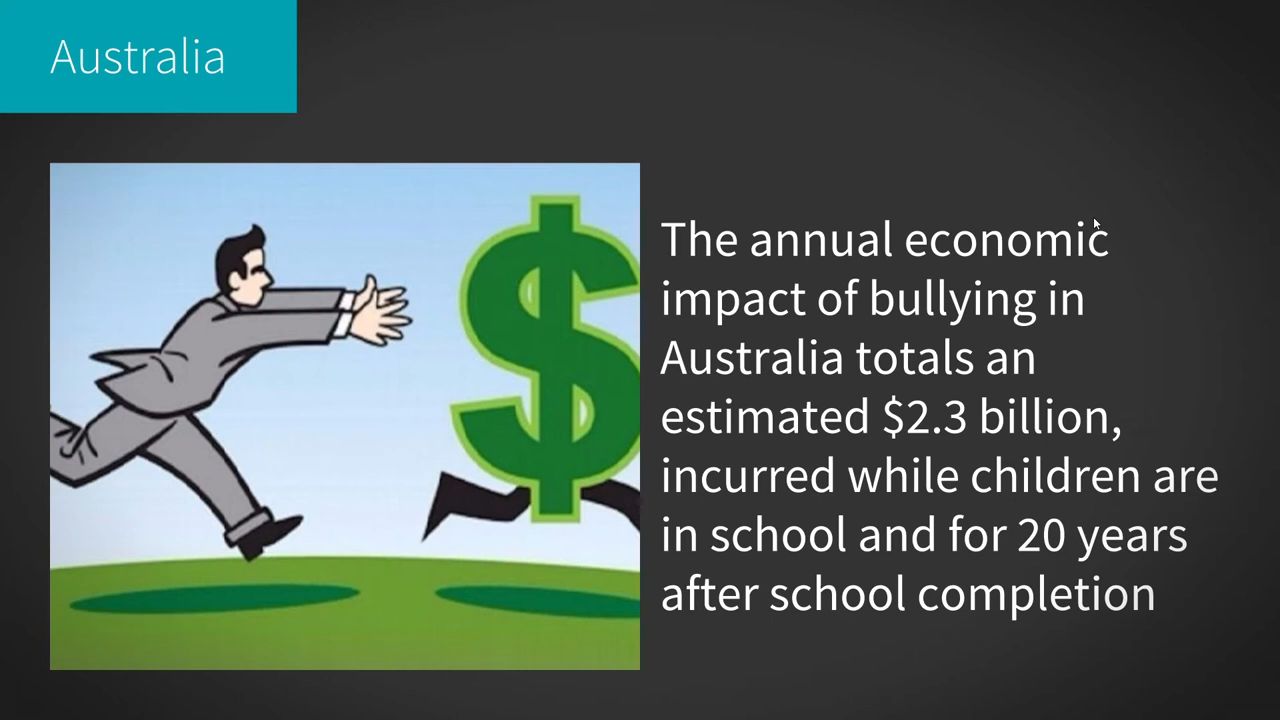 Australia
The annual economic
impact of bullying in
Australia totals an
estimated $2.3 billion,
incurred while children are
in school and for 20 years
after school completion